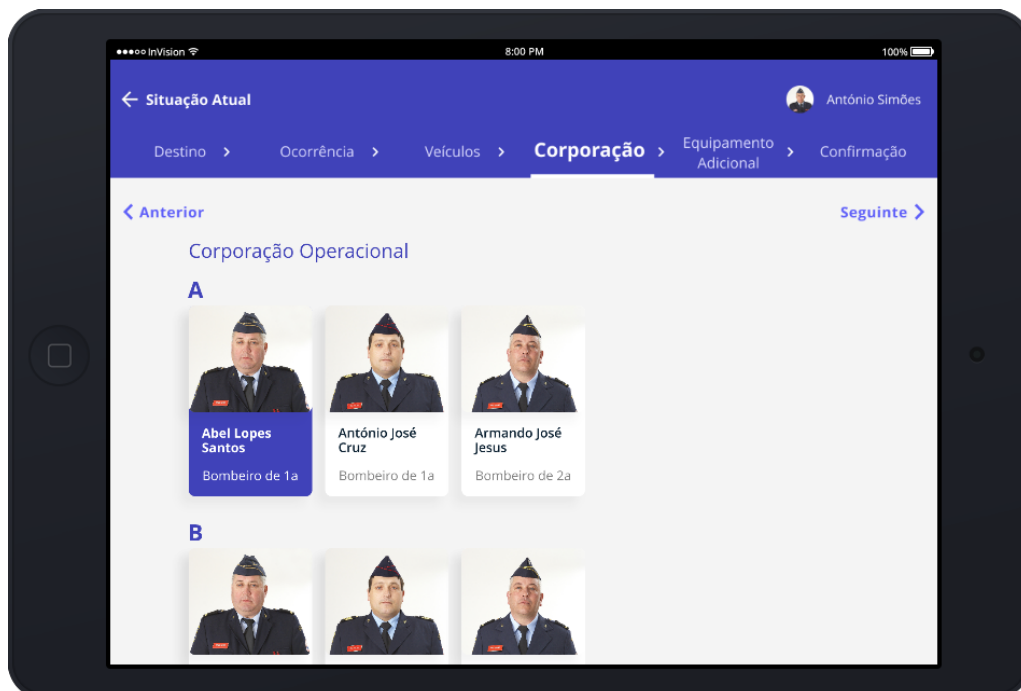 InVision 8:00 PM 100%
Situação Atual António Simões
Destino Ocorrência Veículos Corporação Equipamento Adicional Confirmação
Anterior Seguinte
Corporação Operacional
A
Abel Lopes
Santos
Bombeiro de 1a
António José
Cruz
Bombeiro de 1a
Armando José
Jesus
Bombeiro de 2a
B